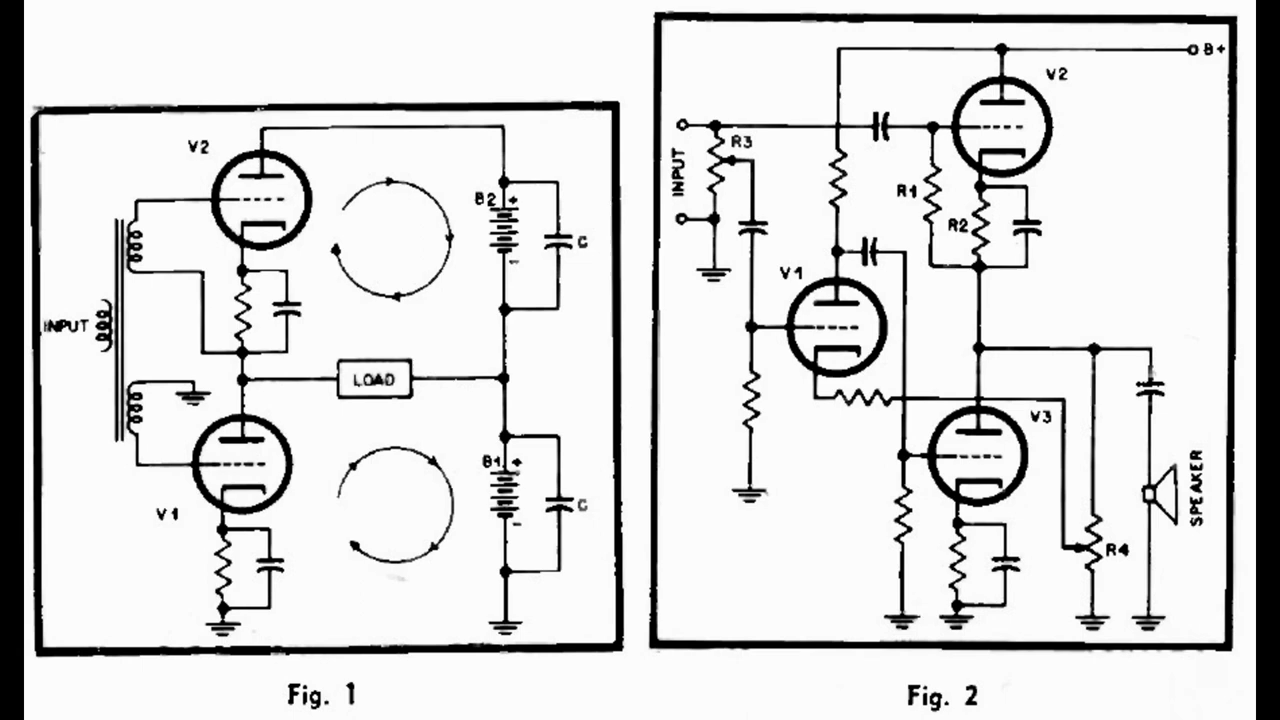 V2
B2
+
-
C
INPUT
LOAD
V1
B1
+
-
C
Fig. 1
B+
V2
R3
INPUT
R1
R2
V1
V3
R4
SPEAKER
Fig. 2